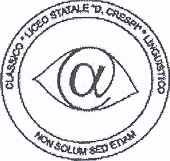 CLASSICO * LICEO STATALE "D. CRESPI" * LINGUISTICO
α
NON SOLUM SED ETIAM